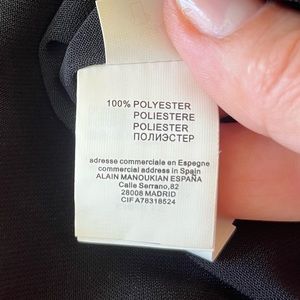 100% POLYESTER
POLIESTERE
POLIESTER
ПОЛИЭСТЕР
adresse commerciale en Espegne
commercial address in Spain
ALAIN MANOUKIAN ESPAÑA
Calle Serrano,82
28008 MADRID
CIF A78318524